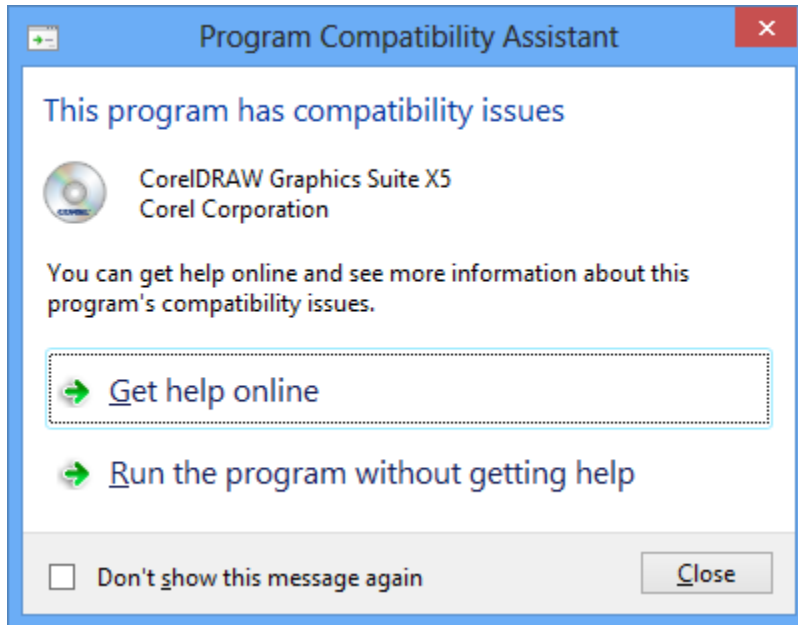 Program Compatibility Assistant
This program has compatibility issues
CorelDRAW Graphics Suite X5
Corel Corporation
You can get help online and see more information about this
program's compatibility issues.
Get help online
Run the program without getting help
Don't show this message again
Close